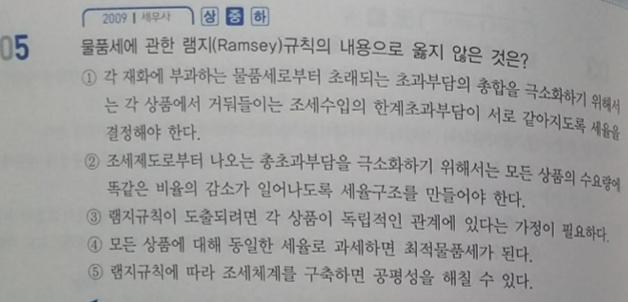 2009 | 세무사 상 중 하
05 물품세에 관한 램지(Ramsey)규칙의 내용으로 옳지 않은 것은?
① 각 재화에 부과하는 물품세로부터 초래되는 초과부담의 총합을 극소화하기 위해서
는 각 상품에서 거둬들이는 조세수입의 한계초과부담이 서로 같아지도록 세율을
결정해야 한다.
② 조세제도로부터 나오는 총초과부담을 극소화하기 위해서는 모든 상품의 수요량에
똑같은 비율의 감소가 일어나도록 세율구조를 만들어야 한다.
③ 램지규칙이 도출되려면 각 상품이 독립적인 관계에 있다는 가정이 필요하다.
④ 모든 상품에 대해 동일한 세율로 과세하면 최적물품세가 된다.
⑤ 램지규칙에 따라 조세체계를 구축하면 공평성을 해칠 수 있다.